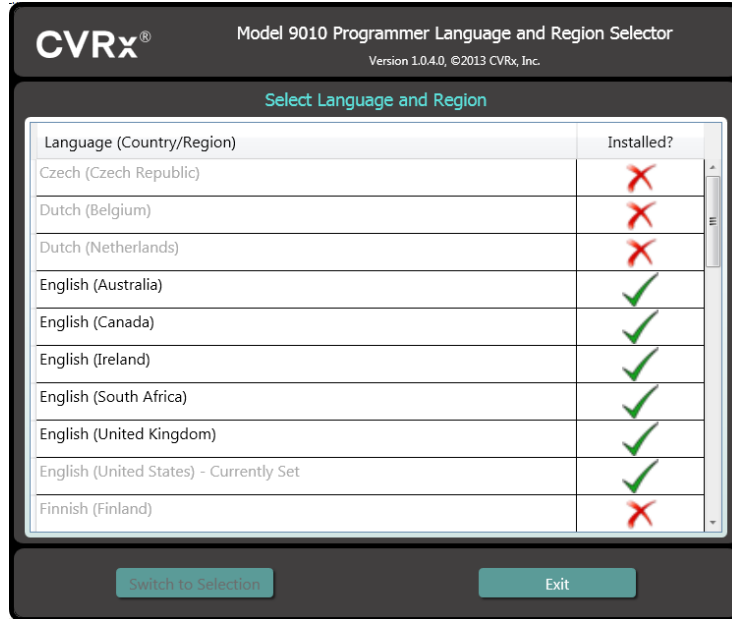 CVRx®
Model 9010 Programmer Language and Region Selector
Version 1.0.4.0, ©2013 CVRx, Inc.
Select Language and Region
Language (Country/Region) Installed?
Czech (Czech Republic)
Dutch (Belgium)
Dutch (Netherlands)
English (Australia)
English (Canada)
English (Ireland)
English (South Africa)
English (United Kingdom)
English (United States) - Currently Set
Finnish (Finland)
Switch to Selection Exit